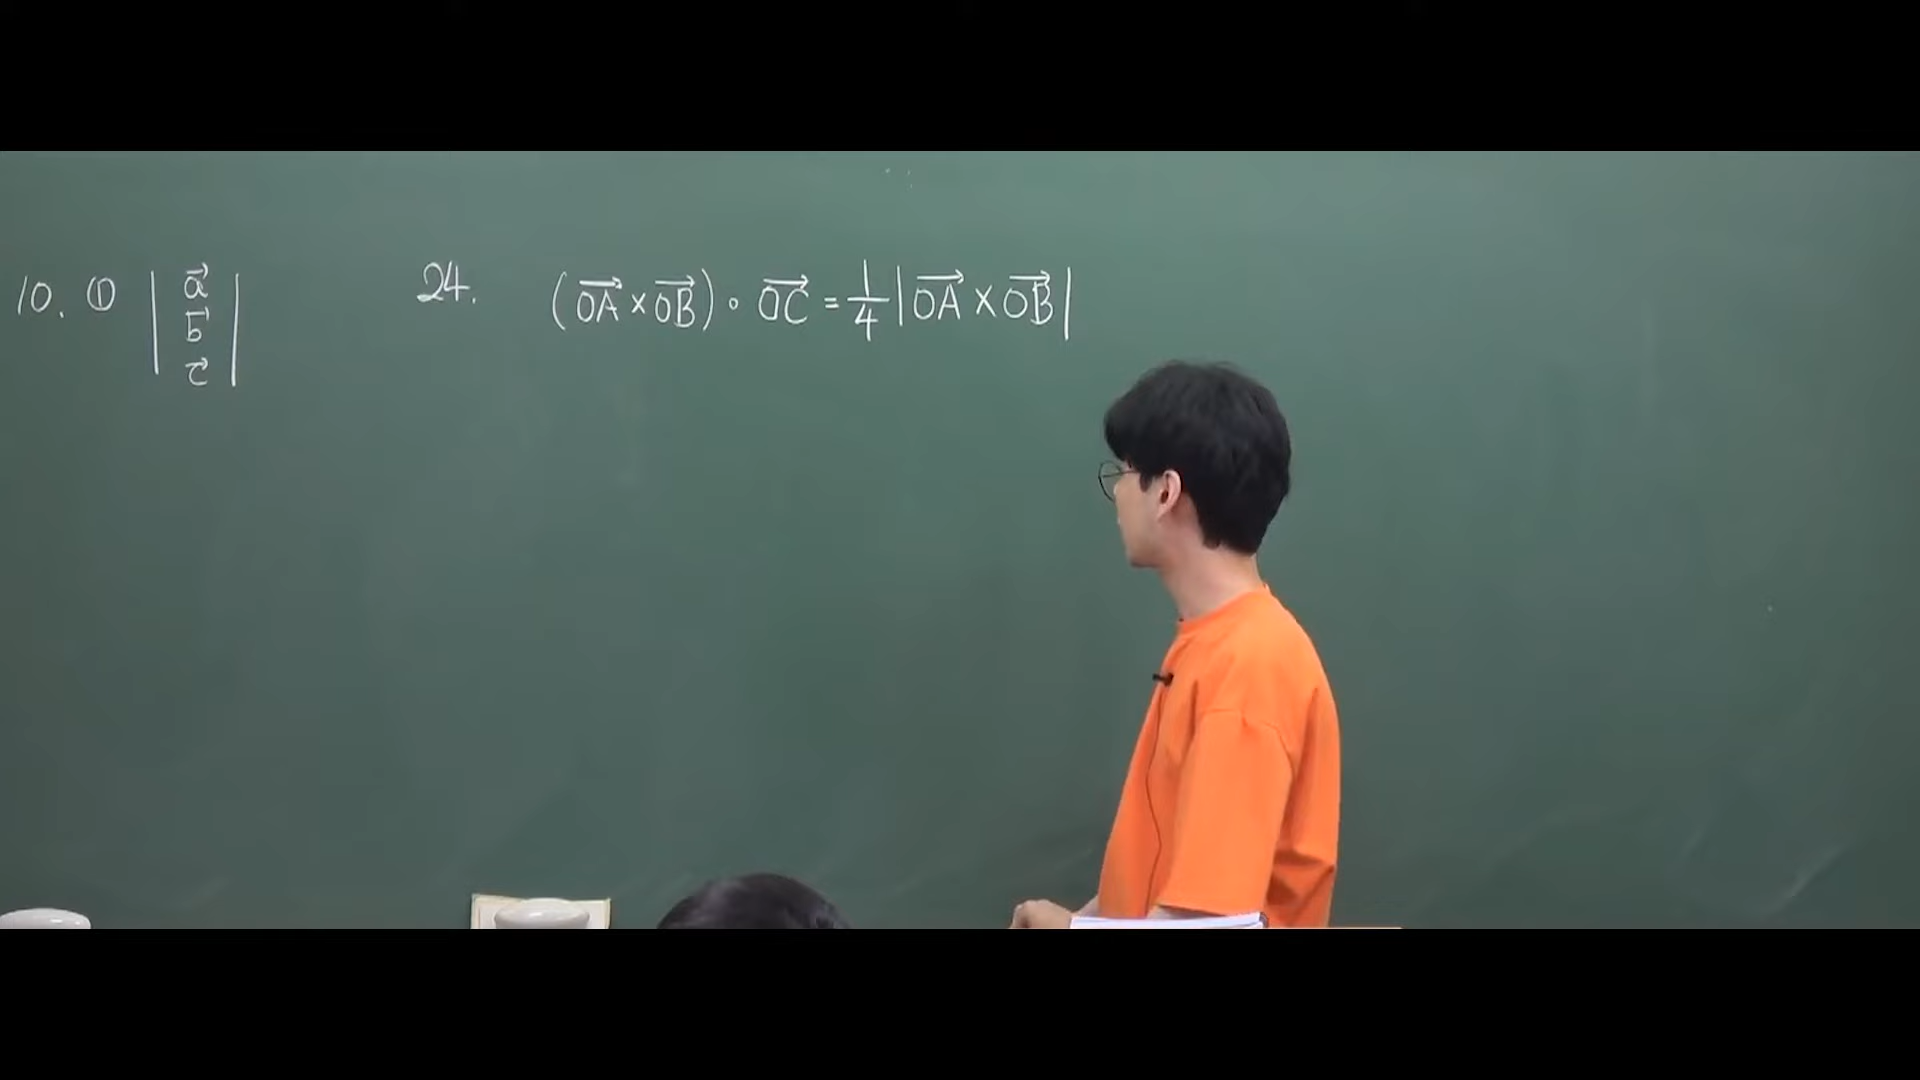 10. ① | a⃗ |
| b⃗ |
| c⃗ |
24. (OA⃗ × OB⃗) · OC⃗ = 1/4 |OA⃗ × OB⃗|